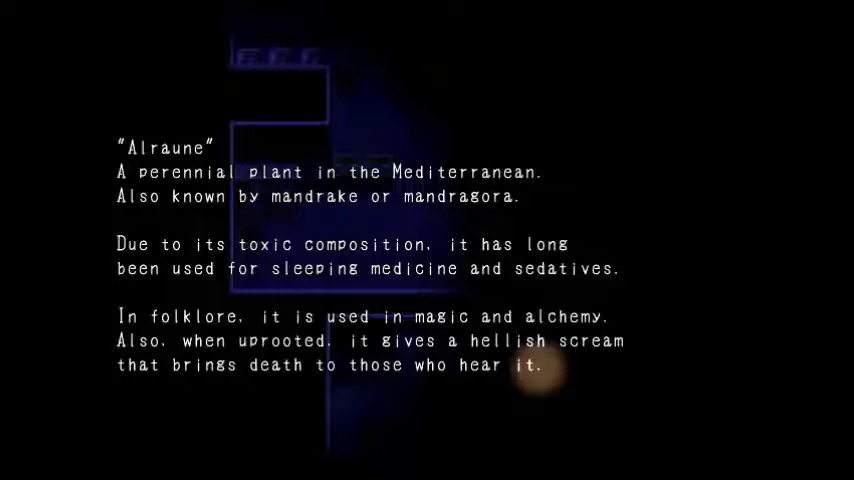 "Alraune"
A perennial plant in the Mediterranean.
Also known by mandrake or mandragora.
Due to its toxic composition, it has long
been used for sleeping medicine and sedatives.
In folklore, it is used in magic and alchemy.
Also, when uprooted, it gives a hellish scream
that brings death to those who hear it.